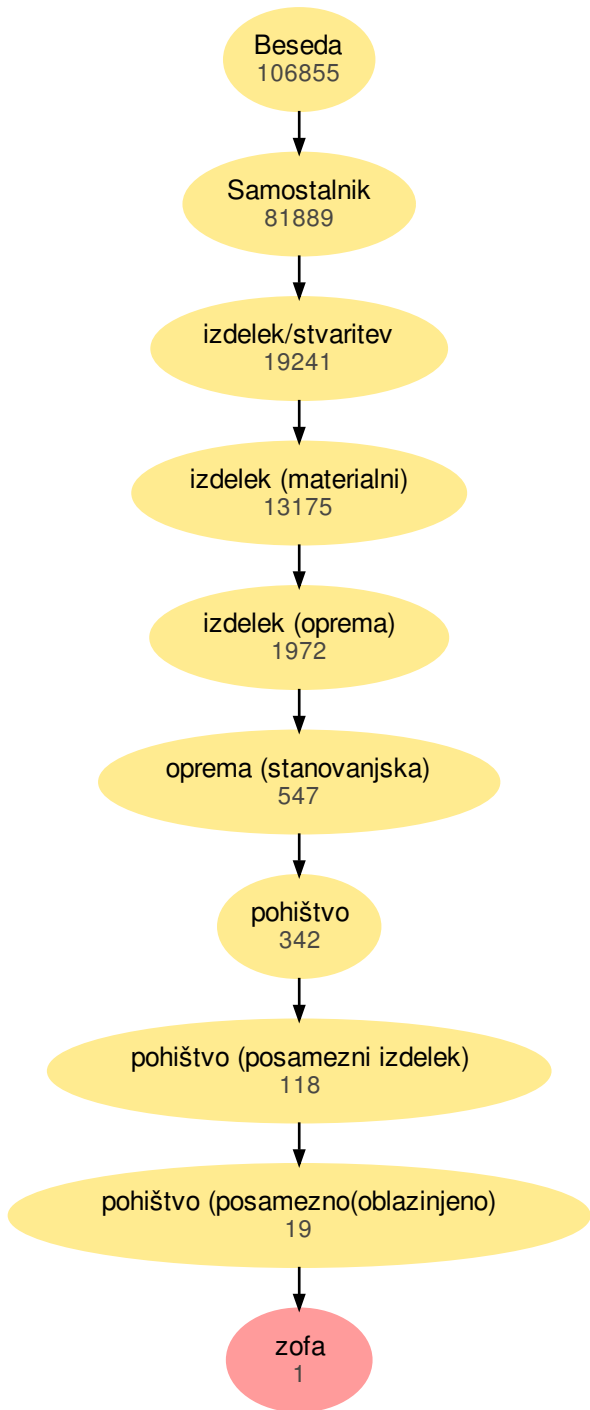 Beseda
106855
Samostalnik
81889
izdelek/stvaritev
19241
izdelek (materialni)
13175
izdelek (oprema)
1972
oprema (stanovanjska)
547
pohištvo
342
pohištvo (posamezni izdelek)
118
pohištvo (posamezno(oblazinjeno)
19
zofa
1